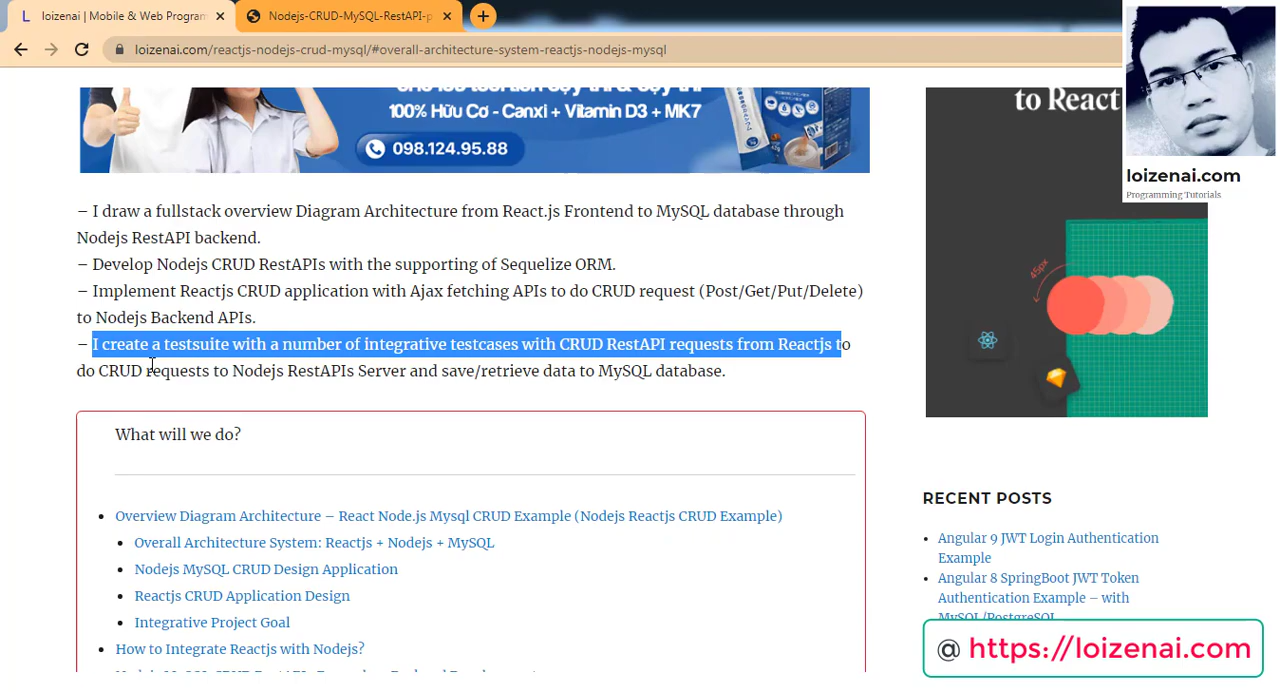 loizenai | Mobile & Web Program
Nodejs-CRUD-MySQL-RestAPI-p
loizenai.com/reactjs-nodejs-crud-mysql/#overall-architecture-system-reactjs-nodejs-mysql
100% Hữu Cơ - Canxi + Vitamin D3 + MK7
098.124.95.88
to React
loizenai.com
Programming Tutorials
– I draw a fullstack overview Diagram Architecture from React.js Frontend to MySQL database through
Nodejs RestAPI backend.
– Develop Nodejs CRUD RestAPIs with the supporting of Sequelize ORM.
– Implement Reactjs CRUD application with Ajax fetching APIs to do CRUD request (Post/Get/Put/Delete)
to Nodejs Backend APIs.
– I create a testsuite with a number of integrative testcases with CRUD RestAPI requests from Reactjs to
do CRUD requests to Nodejs RestAPIs Server and save/retrieve data to MySQL database.
45px
What will we do?
Overview Diagram Architecture – React Node.js Mysql CRUD Example (Nodejs Reactjs CRUD Example)
Overall Architecture System: Reactjs + Nodejs + MySQL
Nodejs MySQL CRUD Design Application
Reactjs CRUD Application Design
Integrative Project Goal
How to Integrate Reactjs with Nodejs?
RECENT POSTS
Angular 9 JWT Login Authentication
Example
Angular 8 SpringBoot JWT Token
Authentication Example – with
MySQL/PostgreSQL
@ https://loizenai.com